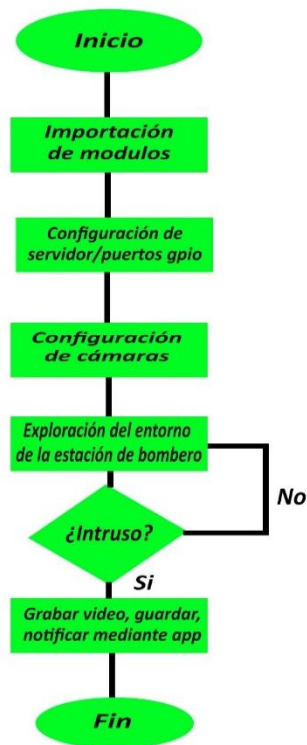 Inicio
Importación
de modulos
Configuración de
servidor/puertos gpio
Configuración
de cámaras
Exploración del entorno
de la estación de bombero
No
¿Intruso?
Si
Grabar video, guardar,
notificar mediante app
Fin